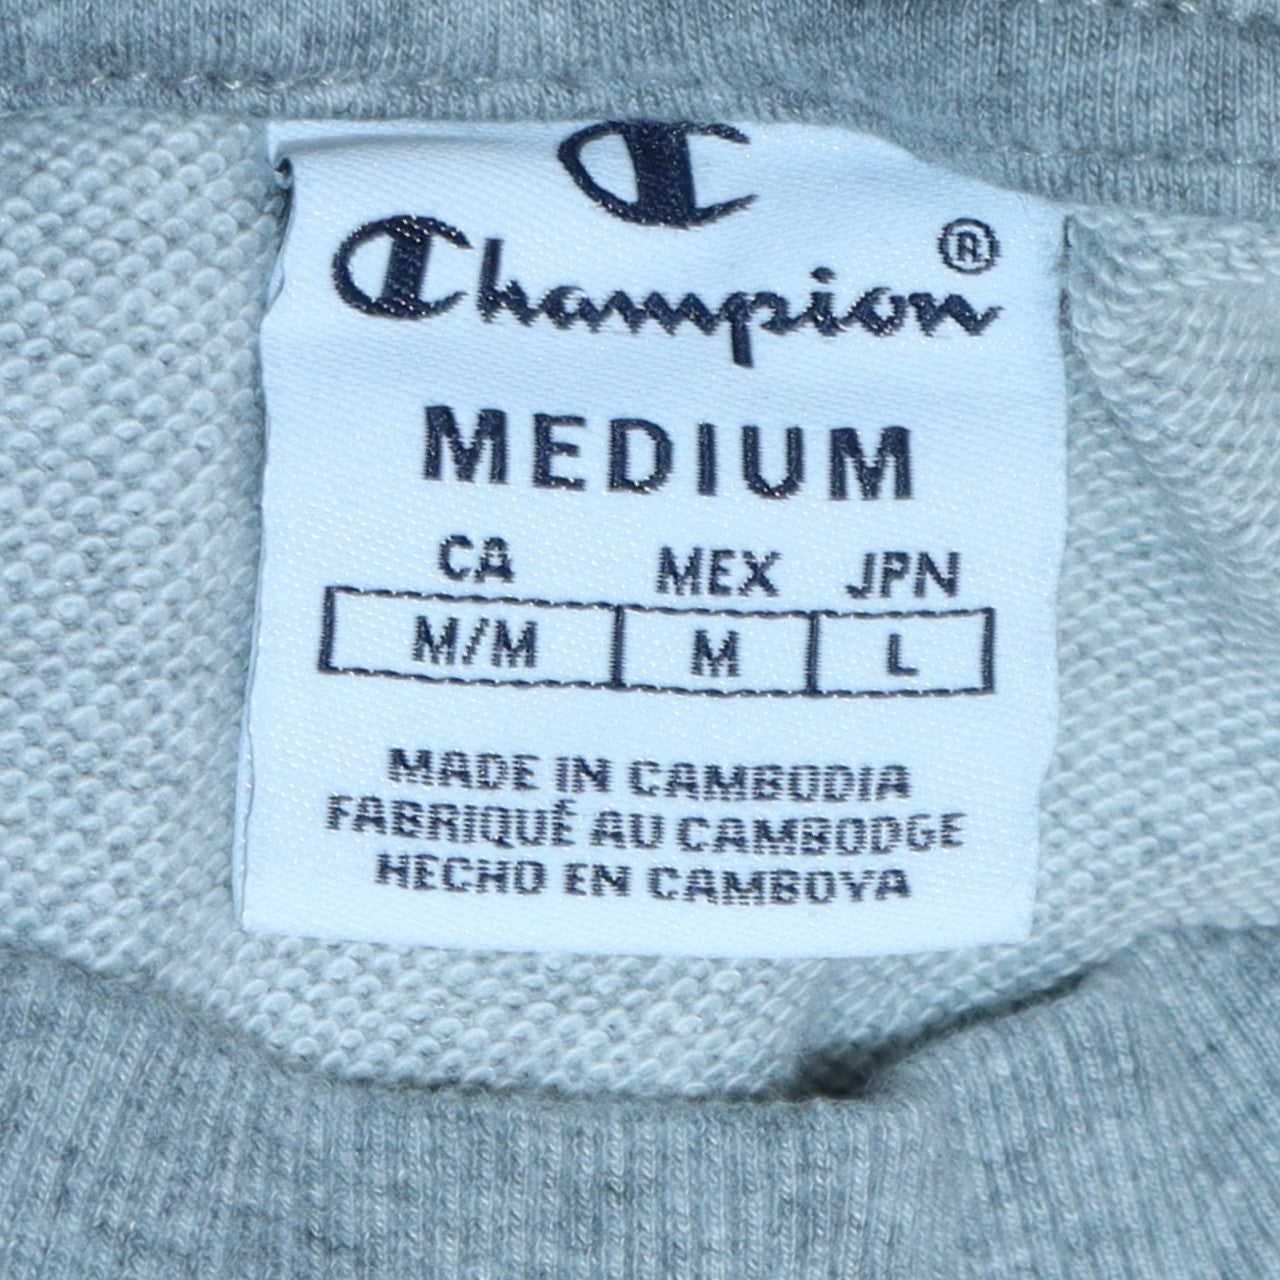 C
Champion®
MEDIUM
CA MEX JPN
M/M M L
MADE IN CAMBODIA
FABRIQUÉ AU CAMBODGE
HECHO EN CAMBOYA